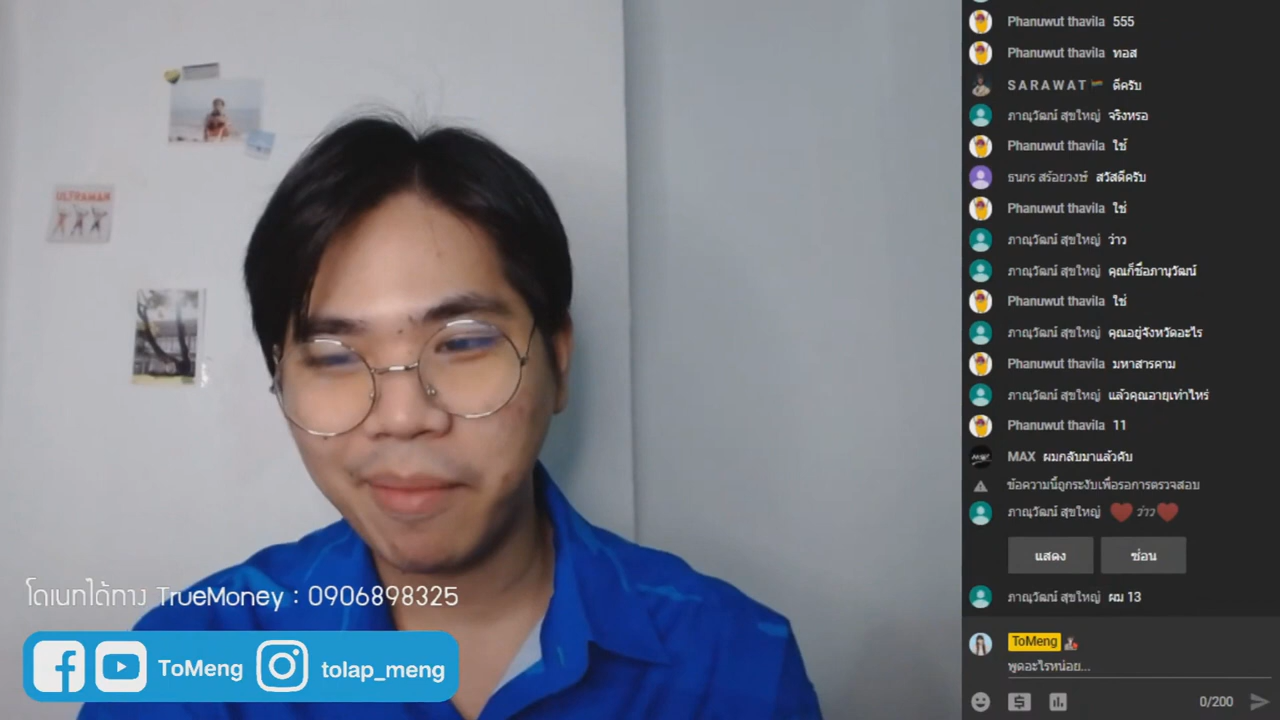 ULTRAMAN
โดเนทได้ทาง TrueMoney : 0906898325
ToMeng
tolap_meng
Phanuwut thavila 555
Phanuwut thavila ทอส
S A R A W A T ดีครับ
ภาณุวัฒน์ สุขใหญ่ จริงหรอ
Phanuwut thavila ใช้
ธนกร สร้อยวงษ์ สวัสดีครับ
Phanuwut thavila ใช่
ภาณุวัฒน์ สุขใหญ่ ว่าว
ภาณุวัฒน์ สุขใหญ่ คุณก็ชื่อภานุวัฒน์
Phanuwut thavila ใช่
ภาณุวัฒน์ สุขใหญ่ คุณอยู่จังหวัดอะไร
Phanuwut thavila มหาสารคาม
ภาณุวัฒน์ สุขใหญ่ แล้วคุณอายุเท่าไหร่
Phanuwut thavila 11
MAX ผมกลับมาแล้วคับ
ข้อความนี้ถูกระงับเพื่อรอการตรวจสอบ
ภาณุวัฒน์ สุขใหญ่ ❤ว่าว❤
แสดง ซ่อน
ภาณุวัฒน์ สุขใหญ่ ผม 13
ToMeng
พูดอะไรหน่อย...
0/200